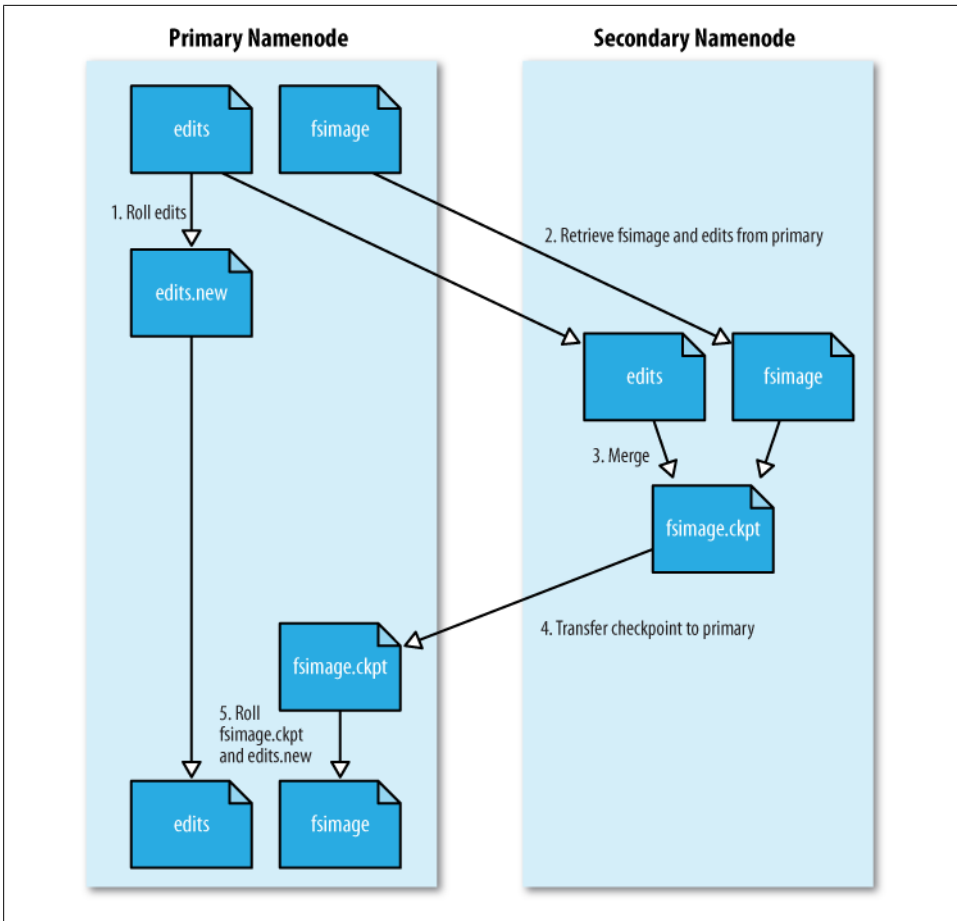 Primary Namenode
Secondary Namenode
edits
fsimage
1. Roll edits
2. Retrieve fsimage and edits from primary
edits.new
edits
fsimage
3. Merge
fsimage.ckpt
4. Transfer checkpoint to primary
fsimage.ckpt
5. Roll
fsimage.ckpt
and edits.new
edits
fsimage